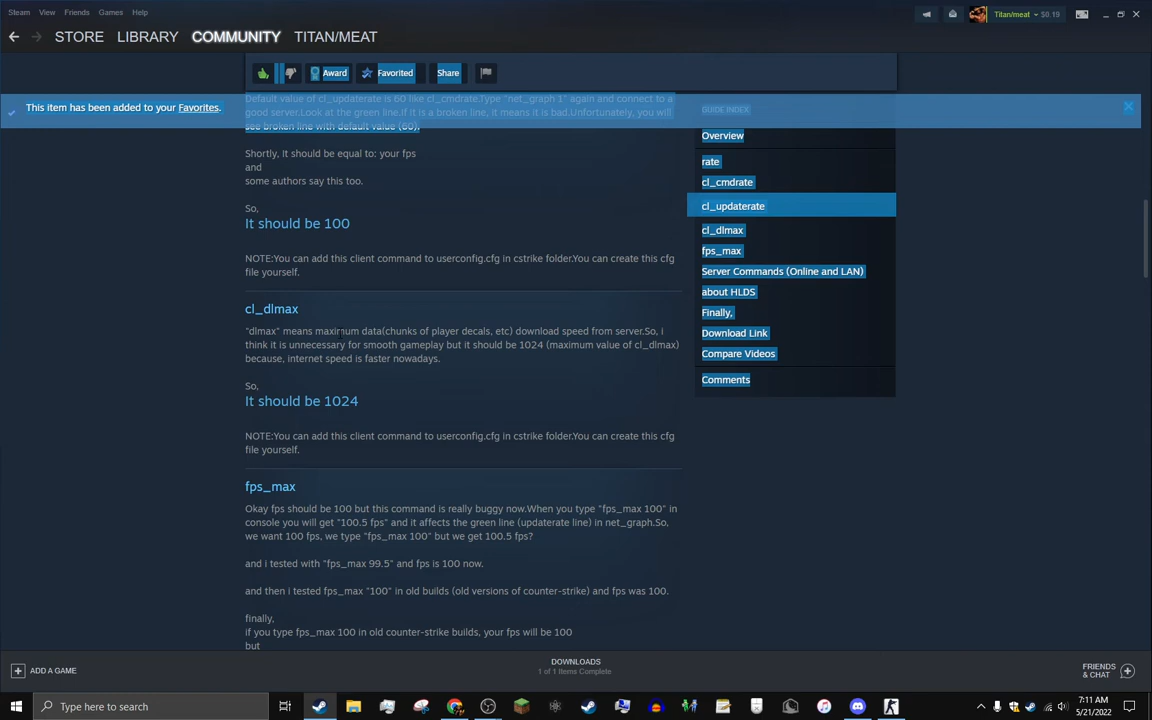 Steam View Friends Games Help
Titan/meat $0.19
STORE LIBRARY COMMUNITY TITAN/MEAT
Award Favorited Share
Default value of cl_updaterate is 60 like cl_cmdrate.Type "net_graph 1" again and connect to a
This item has been added to your Favorites.
good server.Look at the green line.If it is a broken line, it means it is bad.Unfortunately, you will
see broken line with default value (60).
Shortly, It should be equal to: your fps
and
some authors say this too.
So,
It should be 100
NOTE:You can add this client command to userconfig.cfg in cstrike folder.You can create this cfg
file yourself.
cl_dlmax
"dlmax" means maximum data(chunks of player decals, etc) download speed from server.So, i
think it is unnecessary for smooth gameplay but it should be 1024 (maximum value of cl_dlmax)
because, internet speed is faster nowadays.
So,
It should be 1024
NOTE:You can add this client command to userconfig.cfg in cstrike folder.You can create this cfg
file yourself.
fps_max
Okay fps should be 100 but this command is really buggy now.When you type "fps_max 100" in
console you will get "100.5 fps" and it affects the green line (updaterate line) in net_graph.So,
we want 100 fps, we type "fps_max 100" but we get 100.5 fps?
and i tested with "fps_max 99.5" and fps is 100 now.
and then i tested fps_max "100" in old builds (old versions of counter-strike) and fps was 100.
finally,
if you type fps_max 100 in old counter-strike builds, your fps will be 100
but
GUIDE INDEX
Overview
rate
cl_cmdrate
cl_updaterate
cl_dlmax
fps_max
Server Commands (Online and LAN)
about HLDS
Finally,
Download Link
Compare Videos
Comments
ADD A GAME
DOWNLOADS
1 of 1 Items Complete
FRIENDS
& CHAT
Type here to search
7:11 AM
5/21/2022